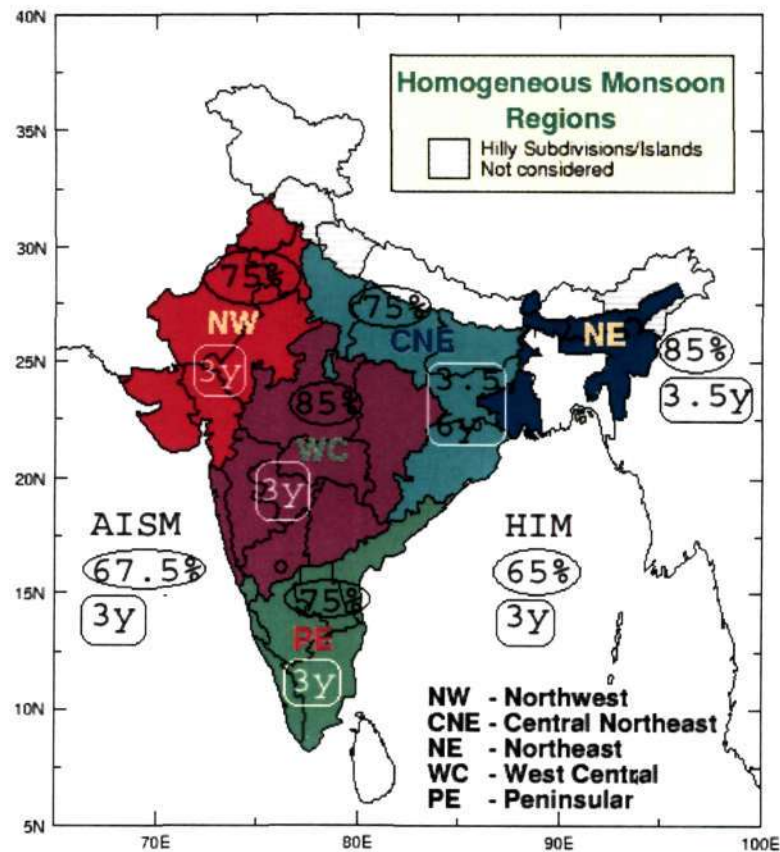 40N
35N
30N
25N
20N
15N
10N
5N
Homogeneous Monsoon
Regions
Hilly Subdivisions/Islands
Not considered
75%
NW
3y
75%
CNE
NE
85%
3.5y
3.5
6y
85%
WC
3y
AISM
67.5%
3y
HIM
65%
3y
75%
PE
3y
NW - Northwest
CNE - Central Northeast
NE - Northeast
WC - West Central
PE - Peninsular
70E 80E 90E 100E